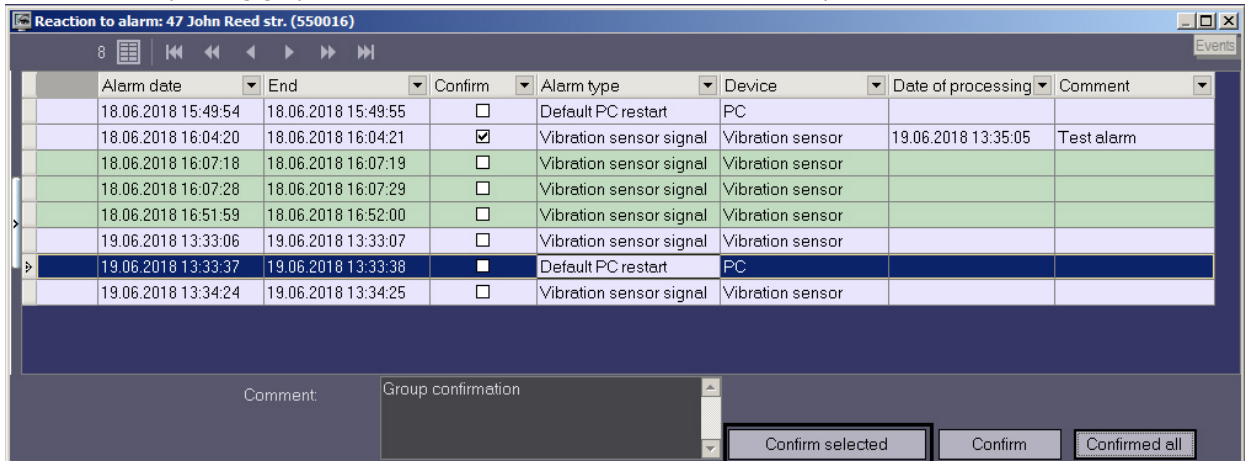 Reaction to alarm: 47 John Reed str. (550016)
8
Events
Alarm date End Confirm Alarm type Device Date of processing Comment
18.06.2018 15:49:54 18.06.2018 15:49:55 Default PC restart PC
18.06.2018 16:04:20 18.06.2018 16:04:21 Vibration sensor signal Vibration sensor 19.06.2018 13:35:05 Test alarm
18.06.2018 16:07:18 18.06.2018 16:07:19 Vibration sensor signal Vibration sensor
18.06.2018 16:07:28 18.06.2018 16:07:29 Vibration sensor signal Vibration sensor
18.06.2018 16:51:59 18.06.2018 16:52:00 Vibration sensor signal Vibration sensor
19.06.2018 13:33:06 19.06.2018 13:33:07 Vibration sensor signal Vibration sensor
19.06.2018 13:33:37 19.06.2018 13:33:38 Default PC restart PC
19.06.2018 13:34:24 19.06.2018 13:34:25 Vibration sensor signal Vibration sensor
Comment: Group confirmation
Confirm selected Confirm Confirmed all